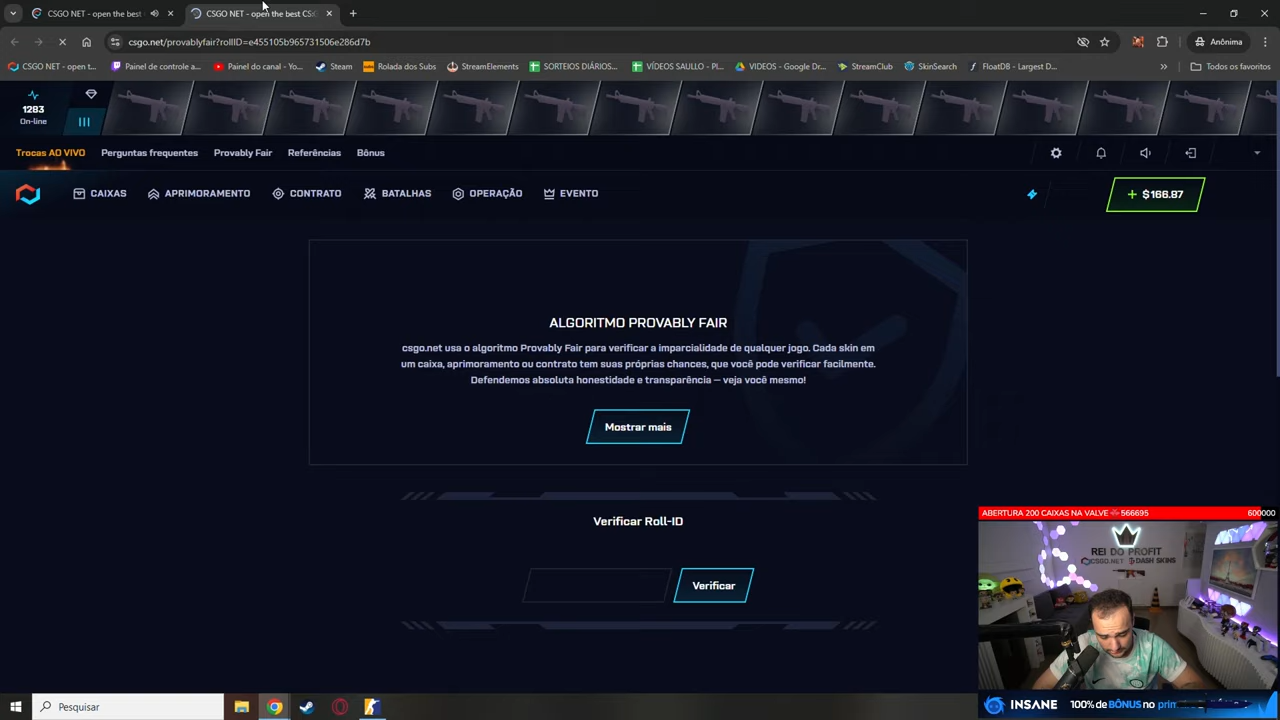 CSGO NET - open the best
CSGO NET - open the best CS:G
csgo.net/provablyfair?rollID=e455105b965731506e286d7b
Anônima
CSGO NET - open t...
Painel de controle a...
Painel do canal - Yo...
Steam
Rolada dos Subs
StreamElements
SORTEIOS DIÁRIOS...
VÍDEOS SAULLO - PL...
VIDEOS - Google Dr...
StreamClub
SkinSearch
FloatDB - Largest D...
»
Todos os favoritos
1283
On-line
Trocas AO VIVO
Perguntas frequentes
Provably Fair
Referências
Bônus
CAIXAS
APRIMORAMENTO
CONTRATO
BATALHAS
OPERAÇÃO
EVENTO
+ $166.87
ALGORITMO PROVABLY FAIR
csgo.net usa o algoritmo Provably Fair para verificar a imparcialidade de qualquer jogo. Cada skin em
um caixa, aprimoramento ou contrato tem suas próprias chances, que você pode verificar facilmente.
Defendemos absoluta honestidade e transparência — veja você mesmo!
Mostrar mais
Verificar Roll-ID
Verificar
ABERTURA 200 CAIXAS NA VALVE 566695
600000
REI DO PROFIT
CSGO.NET DASH SKINS
INSANE
100% de BÔNUS no prim
Pesquisar